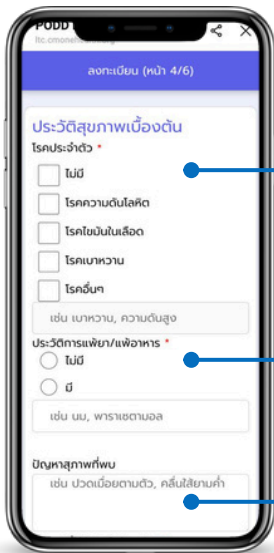 PODD
ltc.omonehealth.org
ลงทะเบียน (หน้า 4/6)
ประวัติสุขภาพเบื้องต้น
โรคประจำตัว *
ไม่มี
โรคความดันโลหิต
โรคไขมันในเลือด
โรคเบาหวาน
โรคอื่นๆ
เช่น เบาหวาน, ความดันสูง
ประวัติการแพ้ยา/แพ้อาหาร *
ไม่มี
มี
เช่น นม, พาราเซตามอล
ปัญหาสุภาพที่พบ
เช่น ปวดเมื่อยตามตัว, คลื่นใส้ยามค่ำ